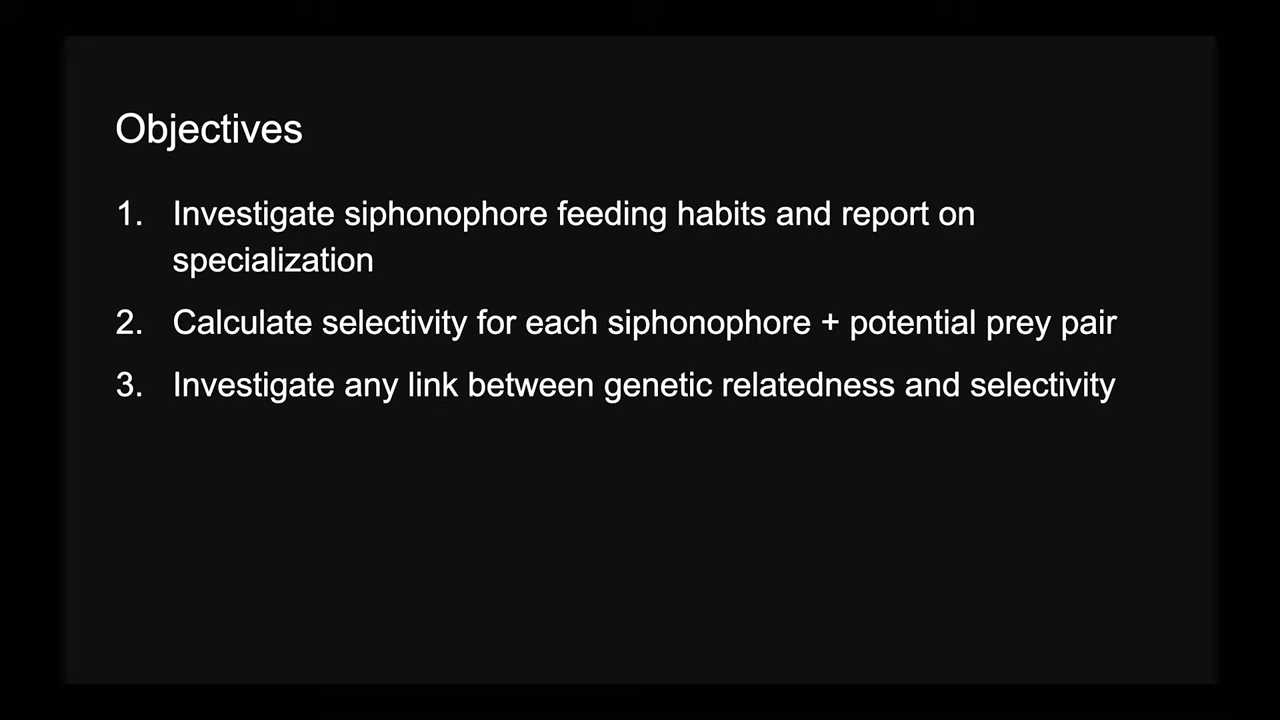 Objectives
1. Investigate siphonophore feeding habits and report on
specialization
2. Calculate selectivity for each siphonophore + potential prey pair
3. Investigate any link between genetic relatedness and selectivity